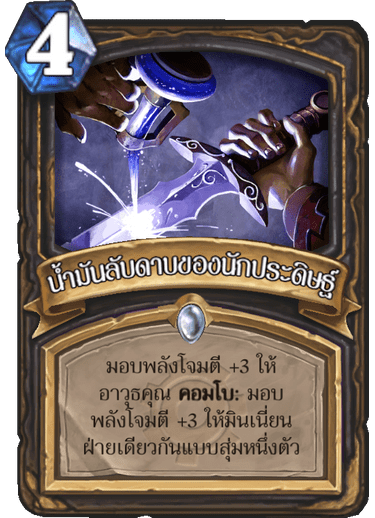 4
น้ำมันลับดาบของนักประดิษฐ์
มอบพลังโจมตี +3 ให้
อาวุธคุณ คอมโบ: มอบ
พลังโจมตี +3 ให้มินเนี่ยน
ฝ่ายเดียวกันแบบสุ่มหนึ่งตัว